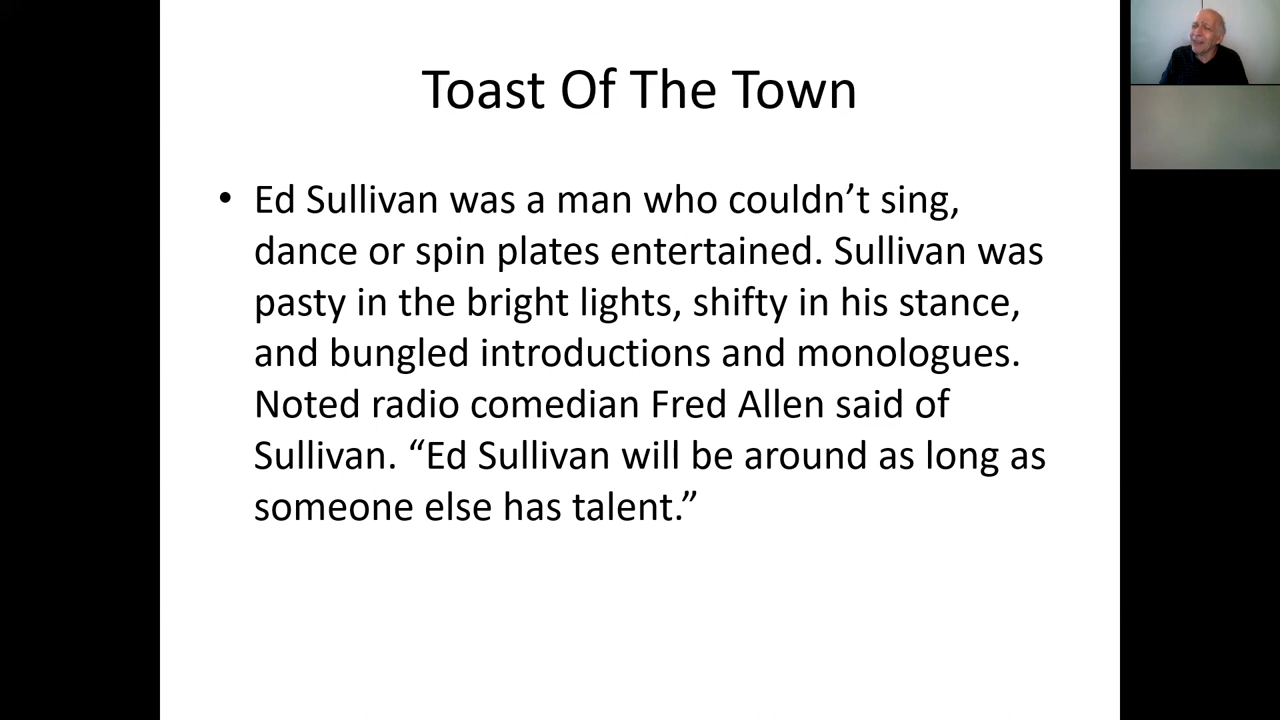 Toast Of The Town
• Ed Sullivan was a man who couldn’t sing,
dance or spin plates entertained. Sullivan was
pasty in the bright lights, shifty in his stance,
and bungled introductions and monologues.
Noted radio comedian Fred Allen said of
Sullivan. “Ed Sullivan will be around as long as
someone else has talent.”